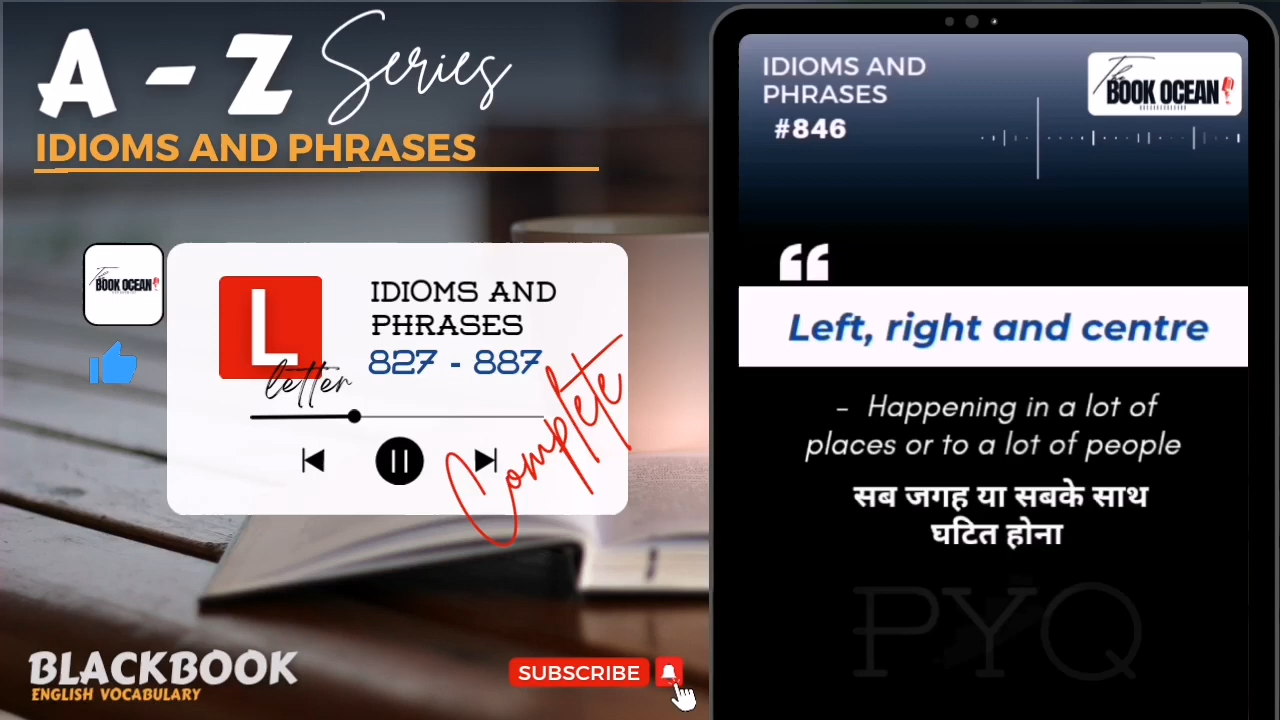 A - Z Series
IDIOMS AND PHRASES
The
BOOK OCEAN
L
letter
IDIOMS AND
PHRASES
827 - 887
Complete
BLACKBOOK
ENGLISH VOCABULARY
SUBSCRIBE
IDIOMS AND
PHRASES
#846
The
BOOK OCEAN
“
Left, right and centre
- Happening in a lot of
places or to a lot of people
सब जगह या सबके साथ
घटित होना
PYQ